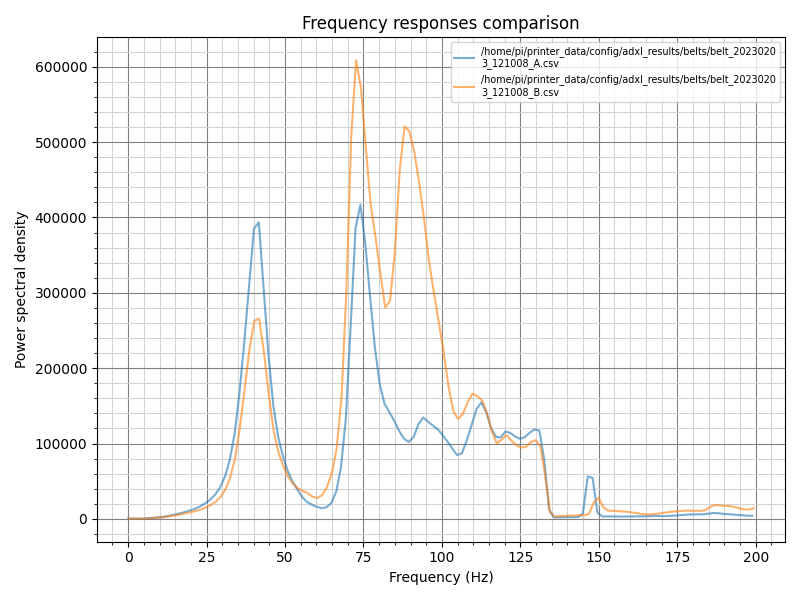 Frequency responses comparison
/home/pi/printer_data/config/adxl_results/belts/belt_2023020
3_121008_A.csv
/home/pi/printer_data/config/adxl_results/belts/belt_2023020
3_121008_B.csv
600000
500000
400000
300000
200000
100000
0
Power spectral density
0 25 50 75 100 125 150 175 200
Frequency (Hz)